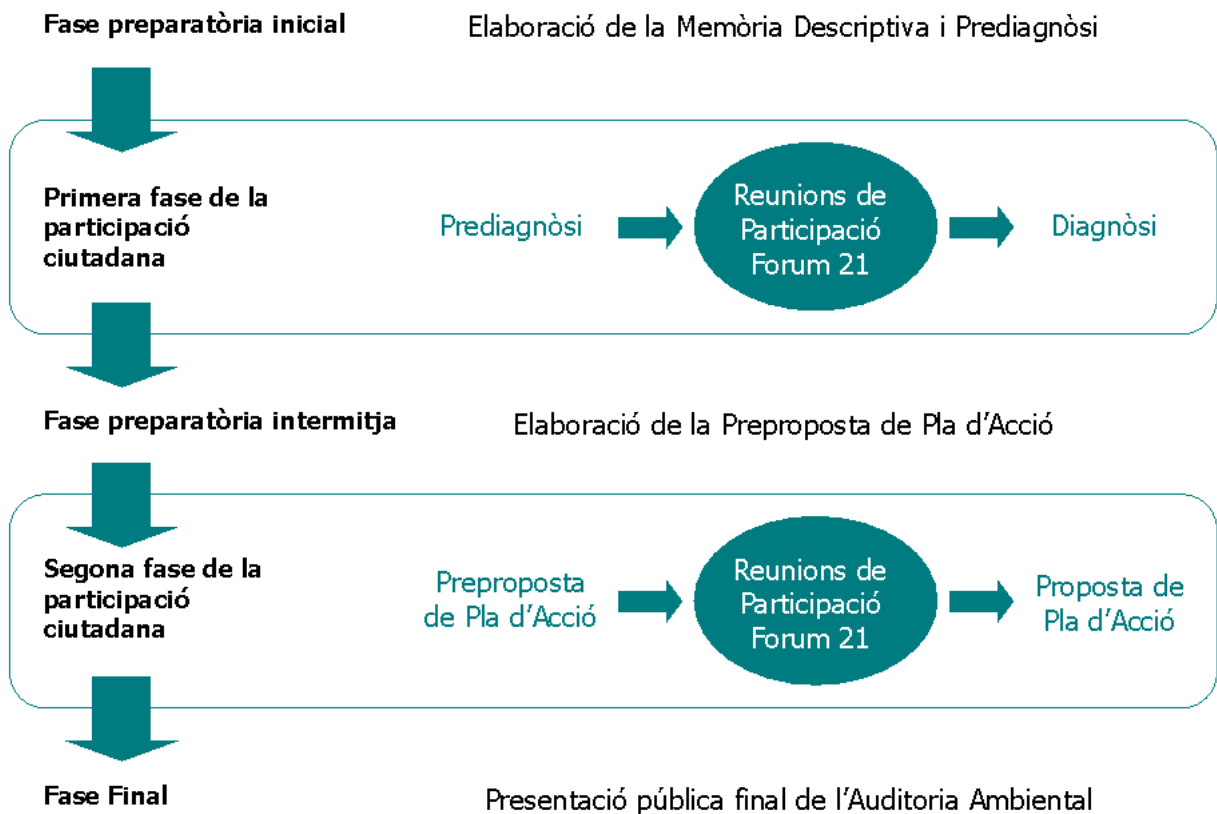 Fase preparatòria inicial
Elaboració de la Memòria Descriptiva i Prediagnòsi
Primera fase de la
participació
ciutadana
Prediagnòsi
Reunions de
Participació
Forum 21
Diagnòsi
Fase preparatòria intermitja
Elaboració de la Preproposta de Pla d'Acció
Segona fase de la
participació
ciutadana
Preproposta
de Pla d'Acció
Reunions de
Participació
Forum 21
Proposta de
Pla d'Acció
Fase Final
Presentació pública final de l'Auditoria Ambiental